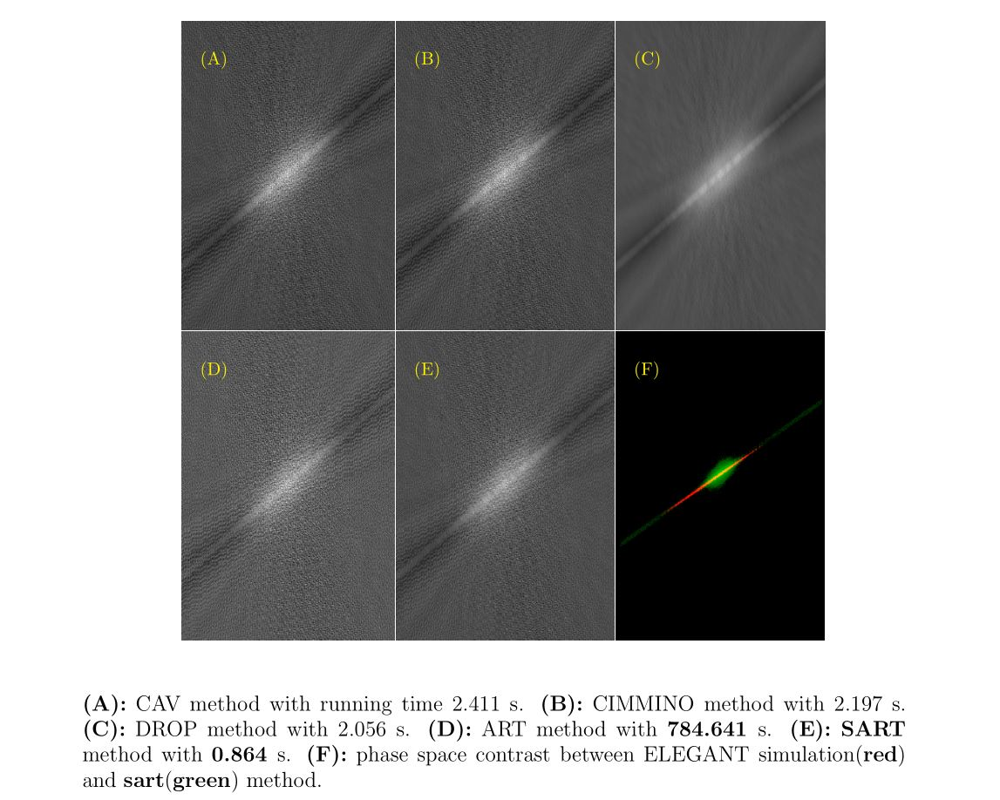 (A)
(B)
(C)
(D)
(E)
(F)
(A): CAV method with running time 2.411 s. (B): CIMMINO method with 2.197 s.
(C): DROP method with 2.056 s. (D): ART method with 784.641 s. (E): SART
method with 0.864 s. (F): phase space contrast between ELEGANT simulation(red)
and sart(green) method.